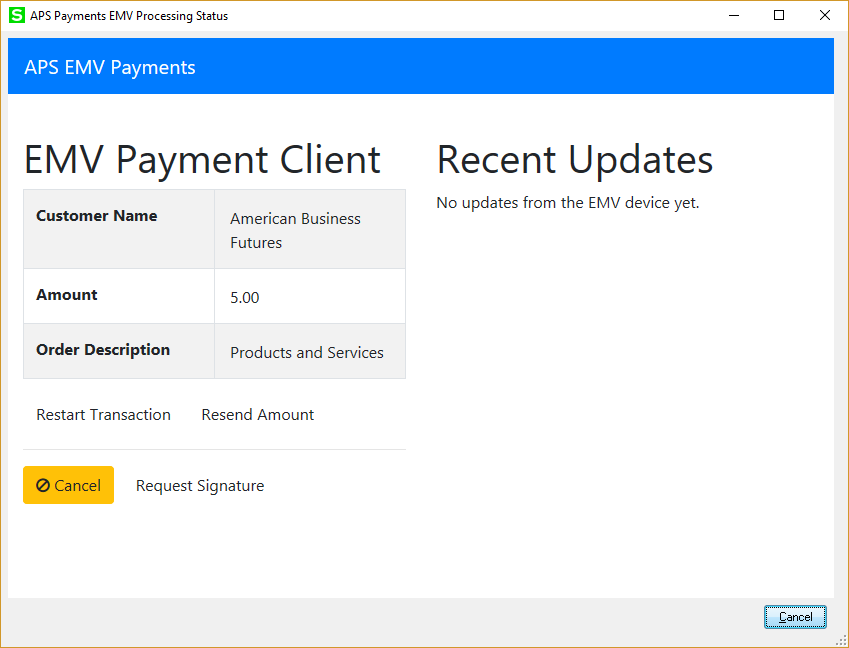 S APS Payments EMV Processing Status
APS EMV Payments
EMV Payment Client
Customer Name
American Business
Futures
Amount
5.00
Order Description
Products and Services
Restart Transaction
Resend Amount
Cancel
Request Signature
Recent Updates
No updates from the EMV device yet.
Cancel